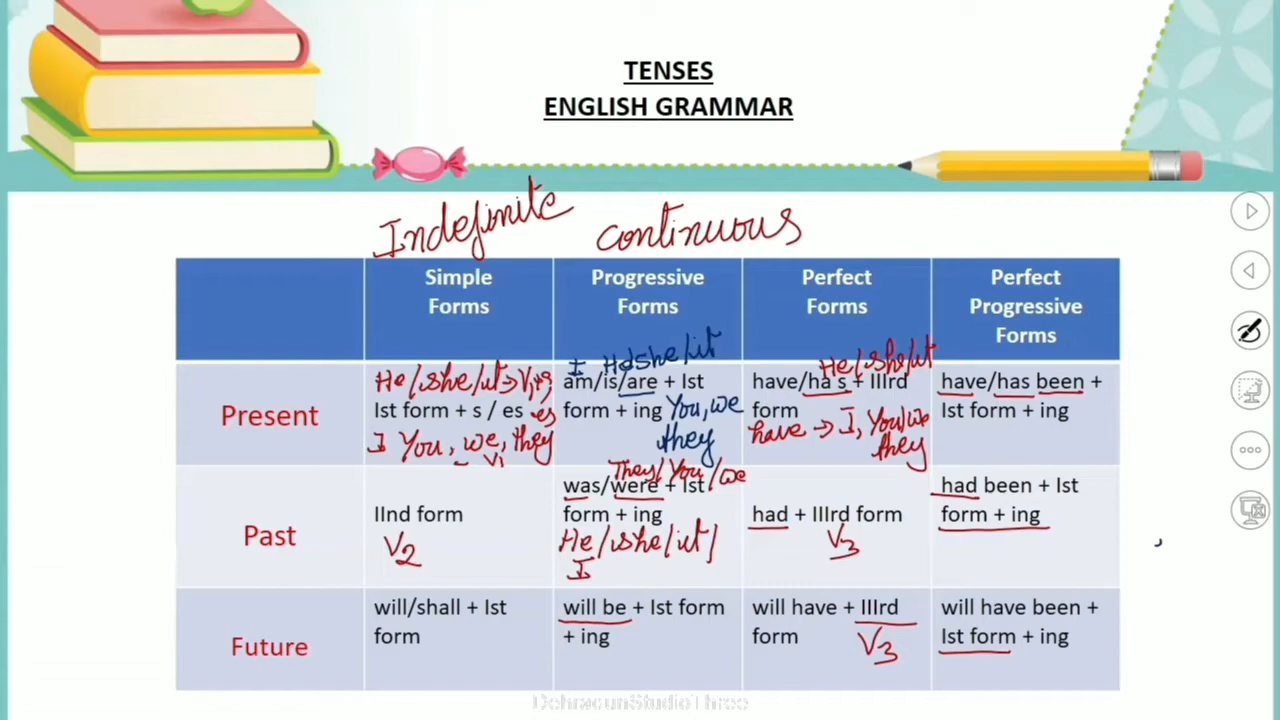 TENSES
ENGLISH GRAMMAR
Indefinite
continuous
Simple
Forms
Progressive
Forms
Perfect
Forms
Perfect
Progressive
Forms
Present
He/she/it→V₁+s
Ist form + s / es es
I You, we, they
V₁
I He/she/it
am/is/are + Ist
form + ing You, we
they
He/she/it
have/ha s + IIIrd
form
have → I, You/we
they
have/has been +
Ist form + ing
Past
IInd form
V₂
They/You/we
was/were + Ist
form + ing
He/she/it/
I
had + IIIrd form
V₃
had been + Ist
form + ing
Future
will/shall + Ist
form
will be + Ist form
+ ing
will have + IIIrd
form
V₃
will have been +
Ist form + ing
DehradunStudioThree